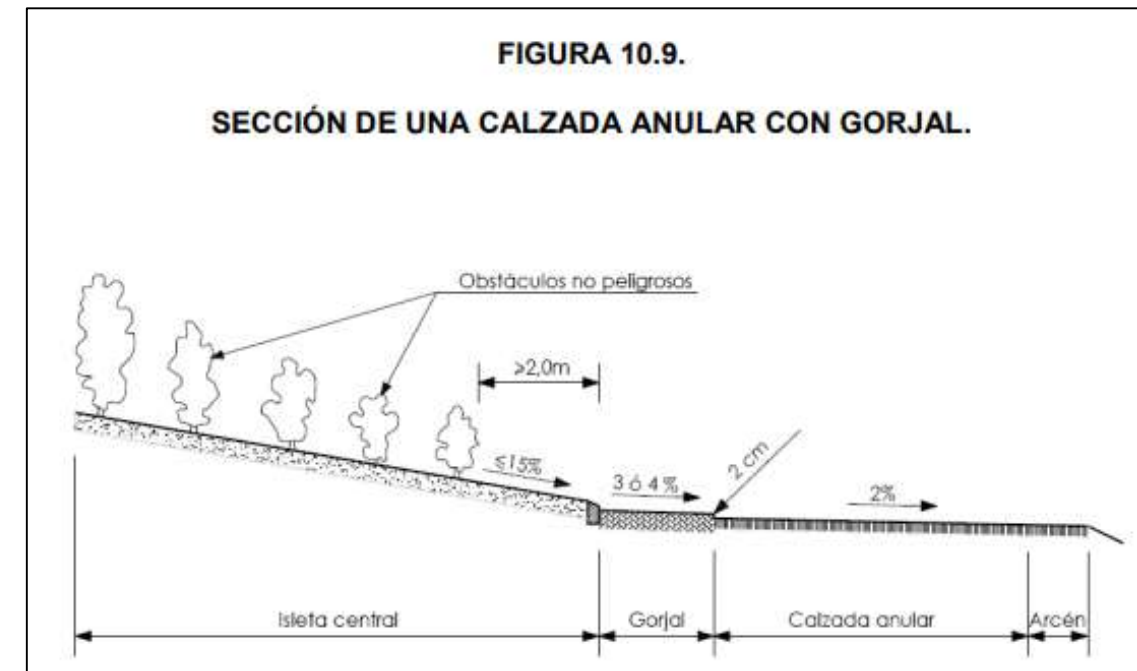 FIGURA 10.9.
SECCIÓN DE UNA CALZADA ANULAR CON GORJAL.
Obstáculos no peligrosos
≥2,0m
≤15%
3 ó 4%
2 cm
2%
Isleta central
Gorjal
Calzada anular
Arcén